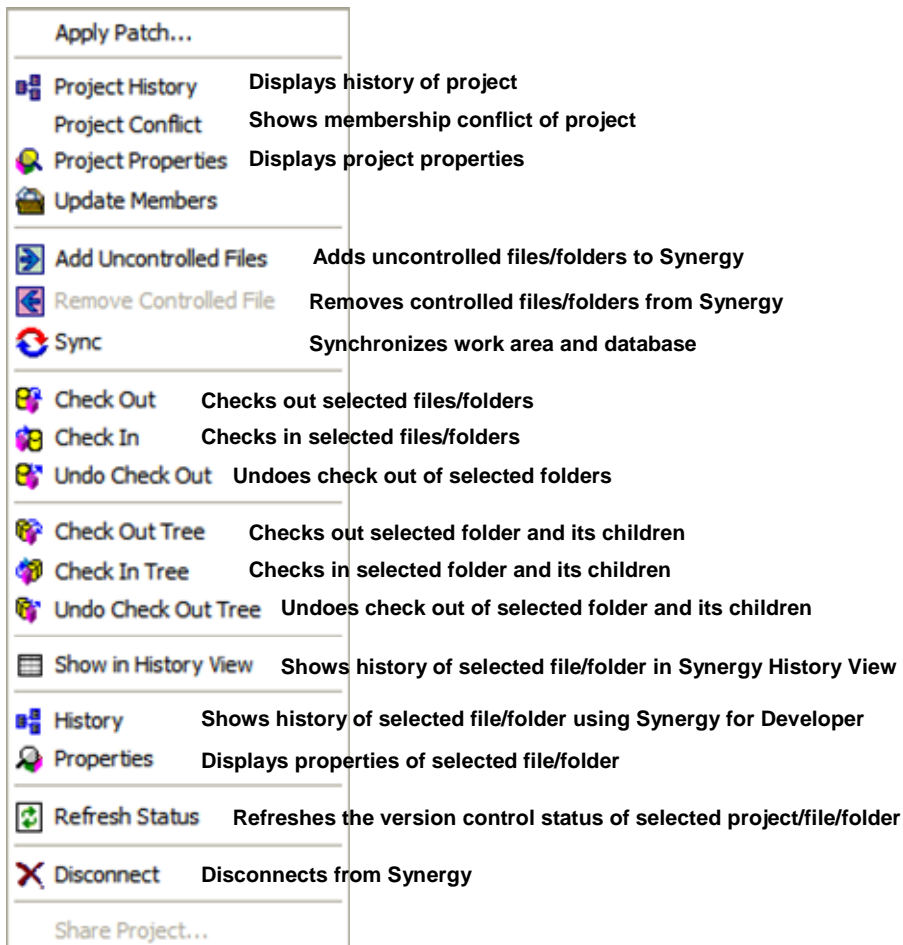 Apply Patch...
Project History Displays history of project
Project Conflict Shows membership conflict of project
Project Properties Displays project properties
Update Members
Add Uncontrolled Files Adds uncontrolled files/folders to Synergy
Remove Controlled File Removes controlled files/folders from Synergy
Sync Synchronizes work area and database
Check Out Checks out selected files/folders
Check In Checks in selected files/folders
Undo Check Out Undoes check out of selected folders
Check Out Tree Checks out selected folder and its children
Check In Tree Checks in selected folder and its children
Undo Check Out Tree Undoes check out of selected folder and its children
Show in History View Shows history of selected file/folder in Synergy History View
History Shows history of selected file/folder using Synergy for Developer
Properties Displays properties of selected file/folder
Refresh Status Refreshes the version control status of selected project/file/folder
Disconnect Disconnects from Synergy
Share Project...